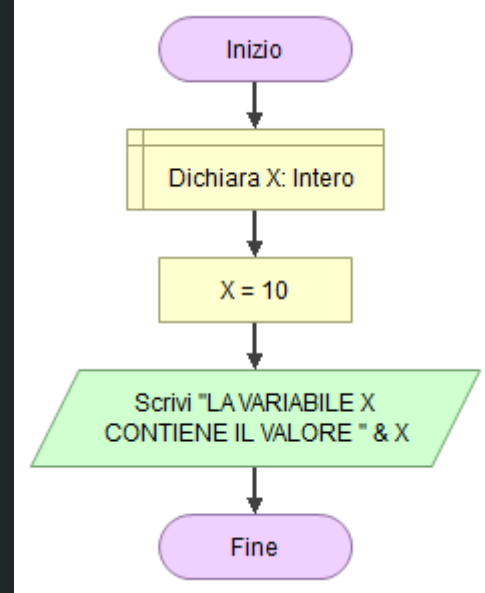 Inizio
Dichiara X: Intero
X = 10
Scrivi "LA VARIABILE X
CONTIENE IL VALORE " & X
Fine